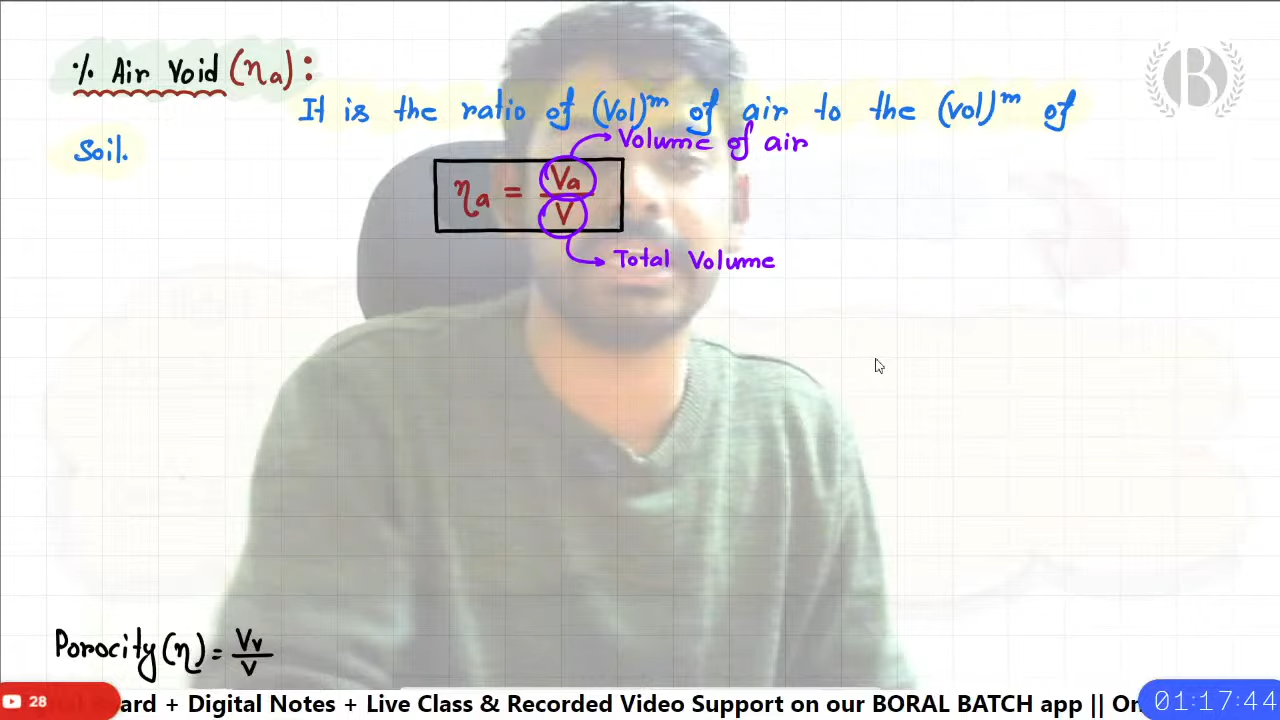 % Air Void (ηa):
It is the ratio of (Vol)ᵐ of air to the (vol)ᵐ of
Soil.
Volume of air
ηa = Va/V
Total Volume
Porocity (η) = Vv/V
28
ard + Digital Notes + Live Class & Recorded Video Support on our BORAL BATCH app || On
01:17:44
B